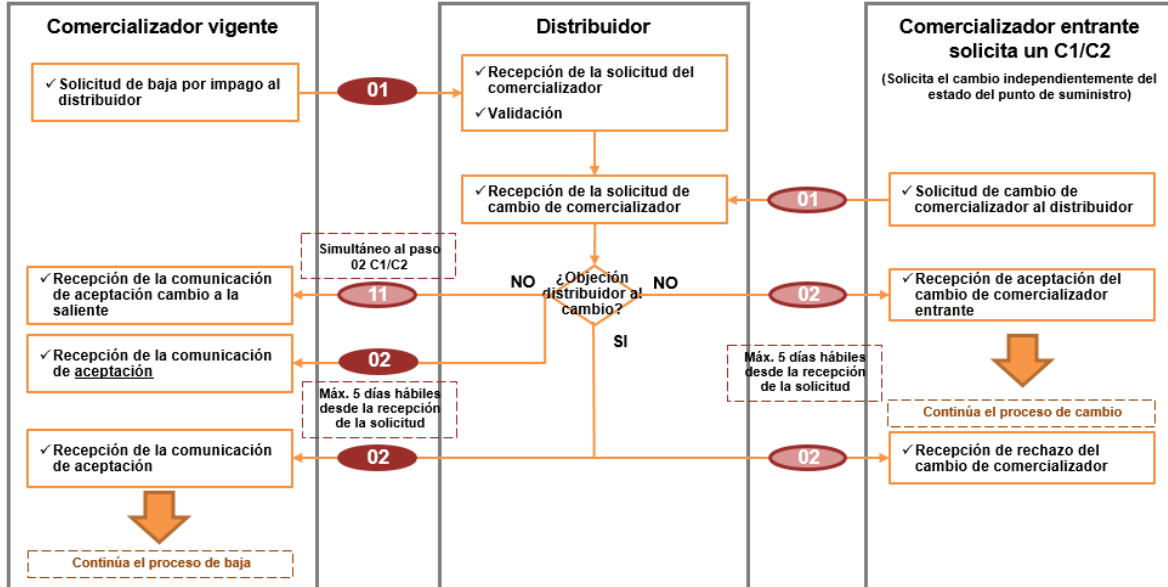 Comercializador vigente
Distribuidor
Comercializador entrante
solicita un C1/C2
(Solicita el cambio independientemente del
estado del punto de suministro)
✓ Solicitud de baja por impago al
distribuidor
01
✓ Recepción de la solicitud del
comercializador
✓ Validación
✓ Recepción de la solicitud de
cambio de comercializador
01
✓ Solicitud de cambio de
comercializador al distribuidor
Simultáneo al paso
02 C1/C2
✓ Recepción de la comunicación
de aceptación cambio a la
saliente
11
NO
¿Objeción
distribuidor al
cambio?
NO
02
✓ Recepción de aceptación del
cambio de comercializador
entrante
SI
✓ Recepción de la comunicación
de aceptación
02
Máx. 5 días hábiles
desde la recepción
de la solicitud
Máx. 5 días hábiles
desde la recepción
de la solicitud
Continúa el proceso de cambio
✓ Recepción de la comunicación
de aceptación
02
02
✓ Recepción de rechazo del
cambio de comercializador
Continúa el proceso de baja